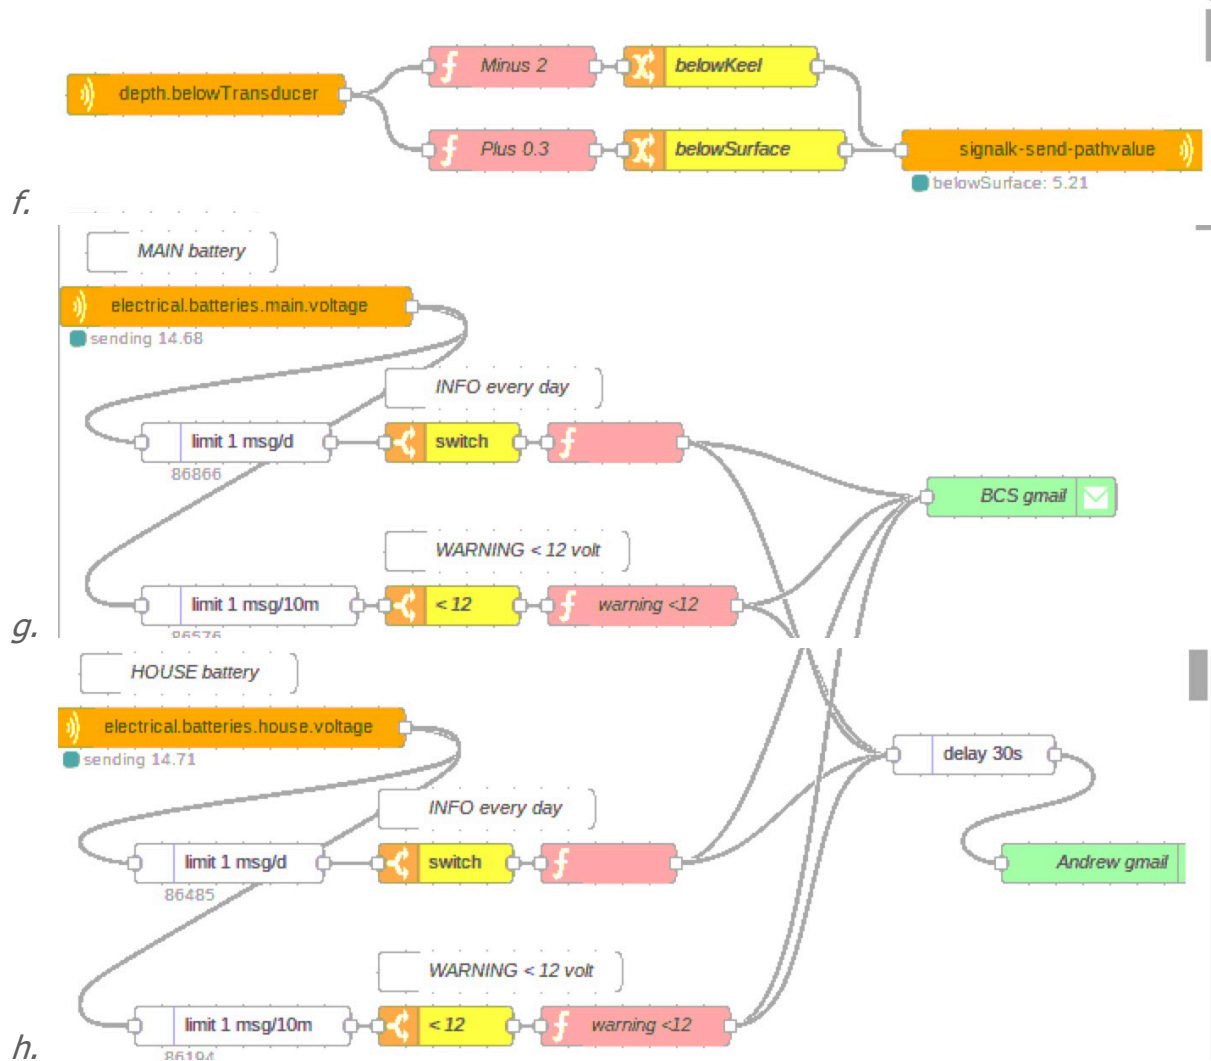 Minus 2
belowKeel
depth.belowTransducer
Plus 0.3
belowSurface
signalk-send-pathvalue
belowSurface: 5.21
f.
MAIN battery
electrical.batteries.main.voltage
sending 14.68
INFO every day
limit 1 msg/d
switch
86866
BCS gmail
WARNING < 12 volt
limit 1 msg/10m
< 12
warning <12
86576
g.
HOUSE battery
electrical.batteries.house.voltage
sending 14.71
delay 30s
INFO every day
limit 1 msg/d
switch
Andrew gmail
86485
WARNING < 12 volt
limit 1 msg/10m
< 12
warning <12
86194
h.